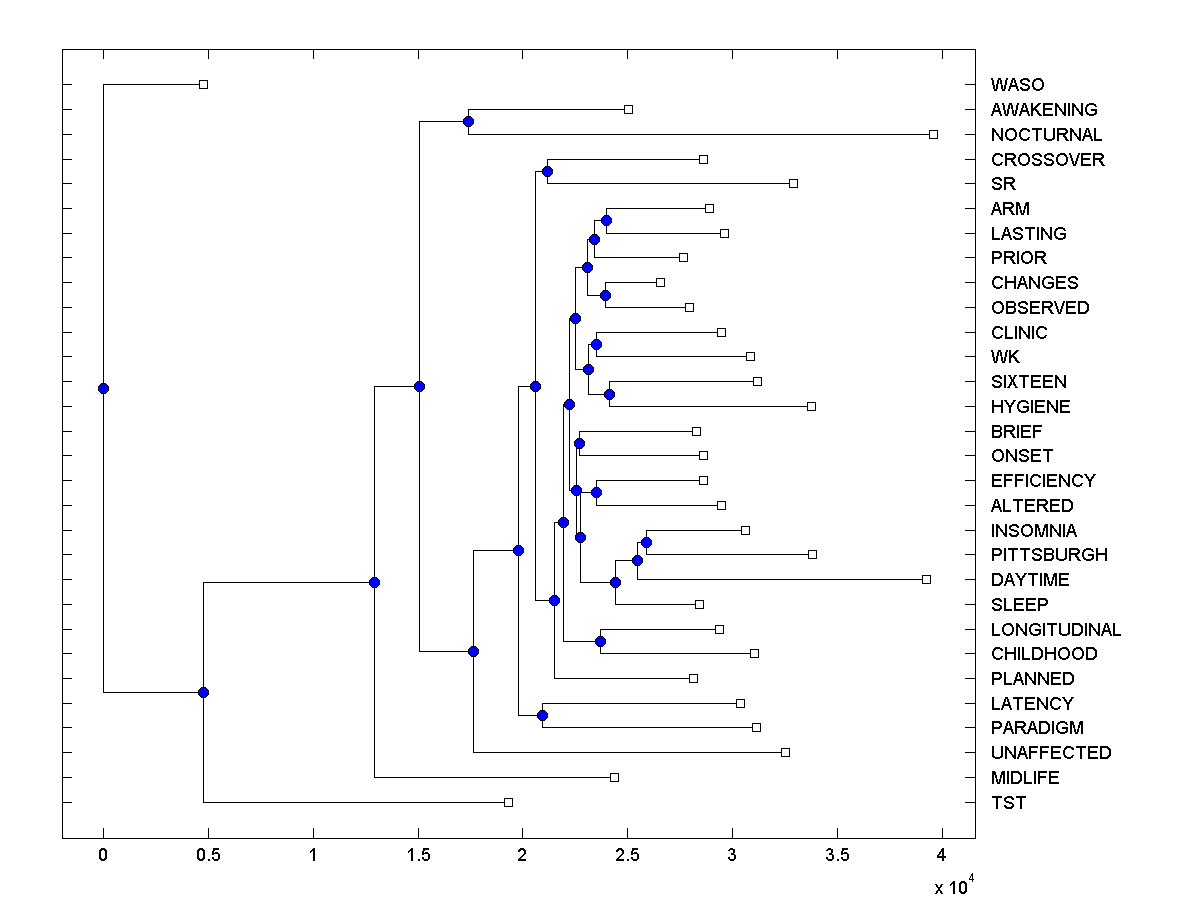 WASO
AWAKENING
NOCTURNAL
CROSSOVER
SR
ARM
LASTING
PRIOR
CHANGES
OBSERVED
CLINIC
WK
SIXTEEN
HYGIENE
BRIEF
ONSET
EFFICIENCY
ALTERED
INSOMNIA
PITTSBURGH
DAYTIME
SLEEP
LONGITUDINAL
CHILDHOOD
PLANNED
LATENCY
PARADIGM
UNAFFECTED
MIDLIFE
TST
0 0.5 1 1.5 2 2.5 3 3.5 4
x 10^4